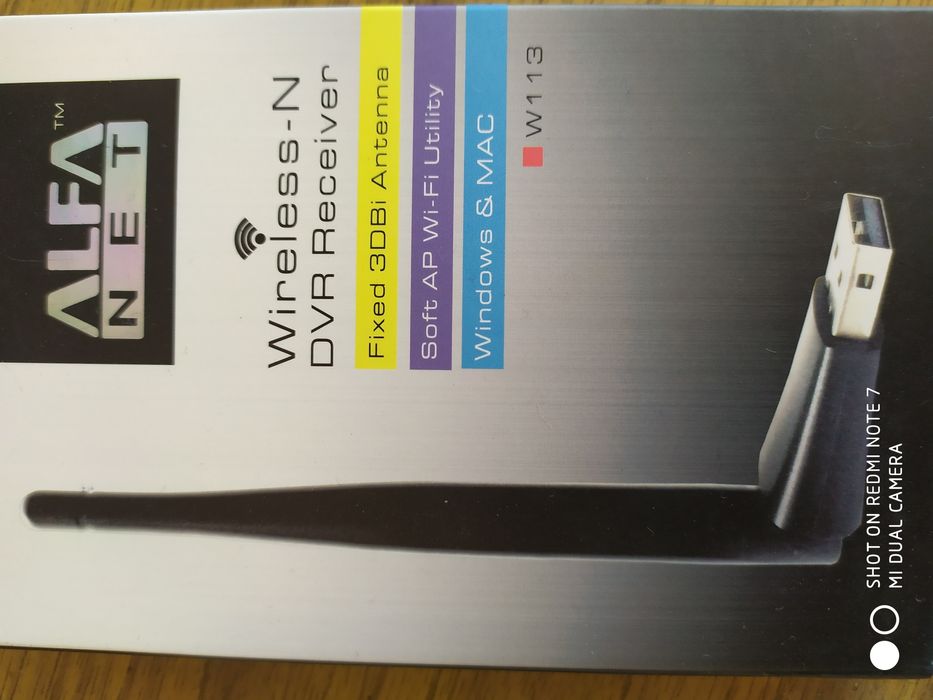 ALFA™
NET
Wireless-N
DVR Receiver
Fixed 3DBi Antenna
Soft AP Wi-Fi Utility
Windows & MAC
W113
SHOT ON REDMI NOTE 7
MI DUAL CAMERA